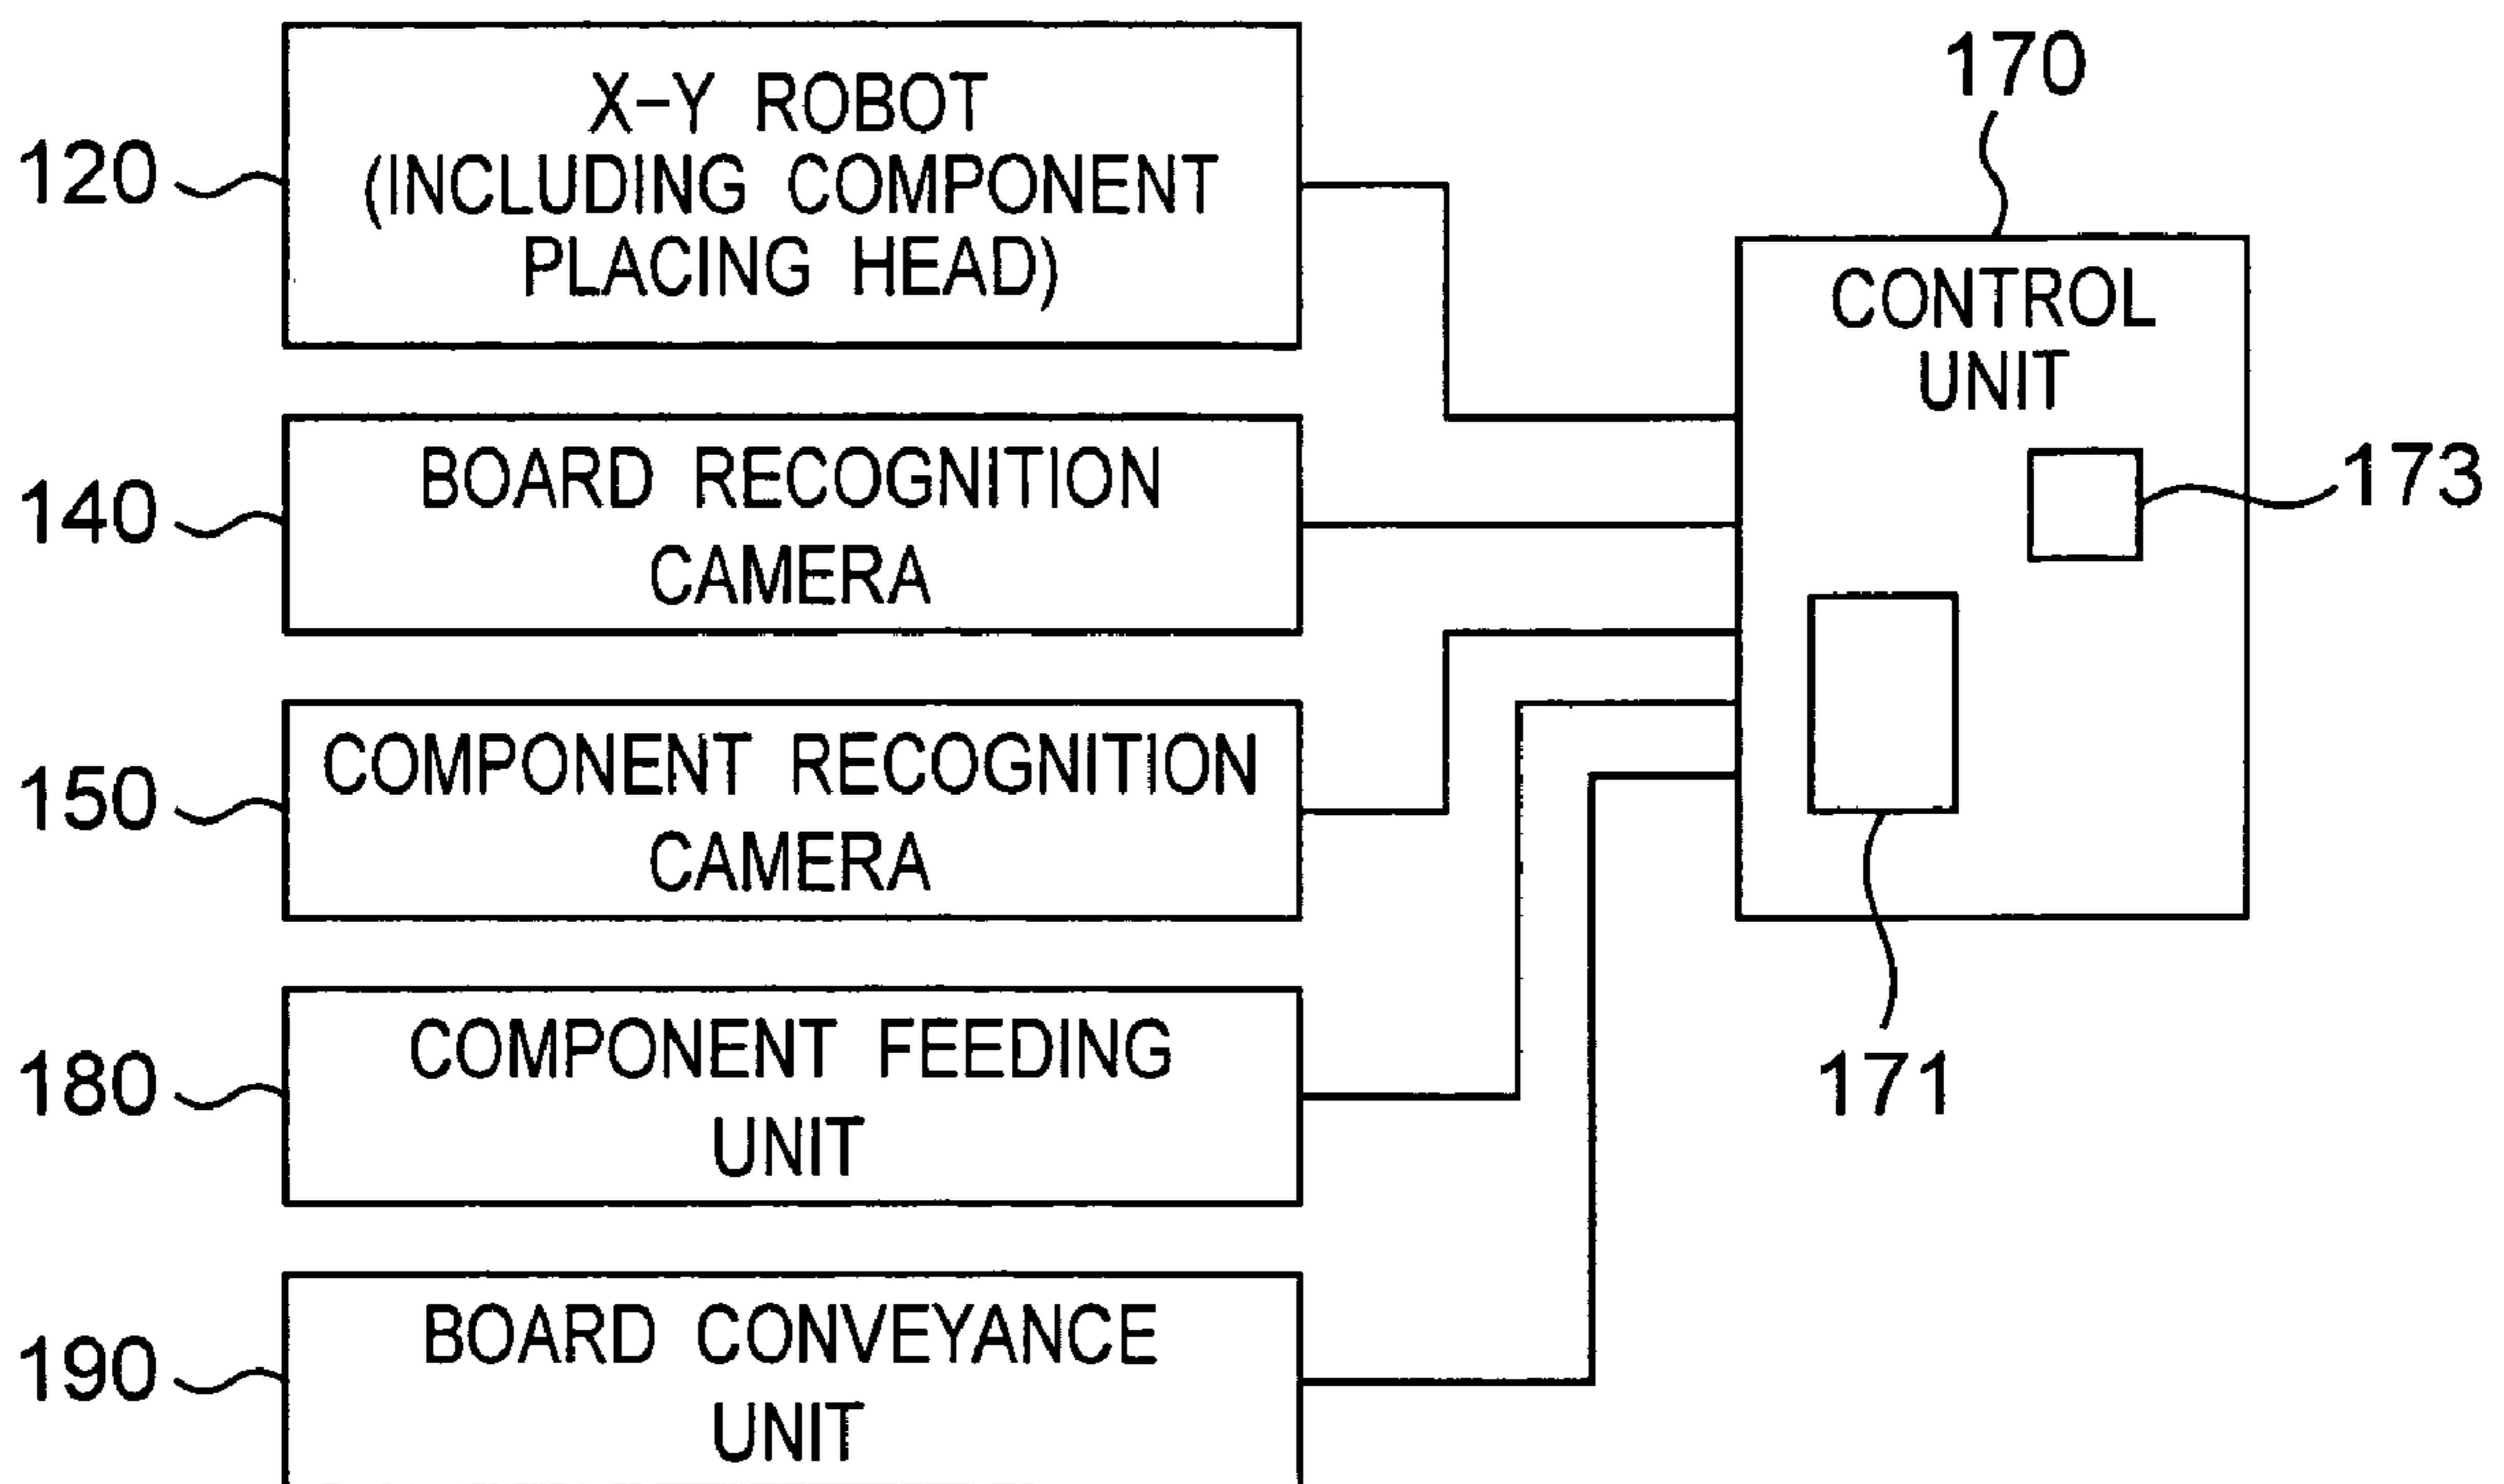 120
X-Y ROBOT
(INCLUDING COMPONENT
PLACING HEAD)
140
BOARD RECOGNITION
CAMERA
150
COMPONENT RECOGNITION
CAMERA
180
COMPONENT FEEDING
UNIT
190
BOARD CONVEYANCE
UNIT
170
CONTROL
UNIT
173
171